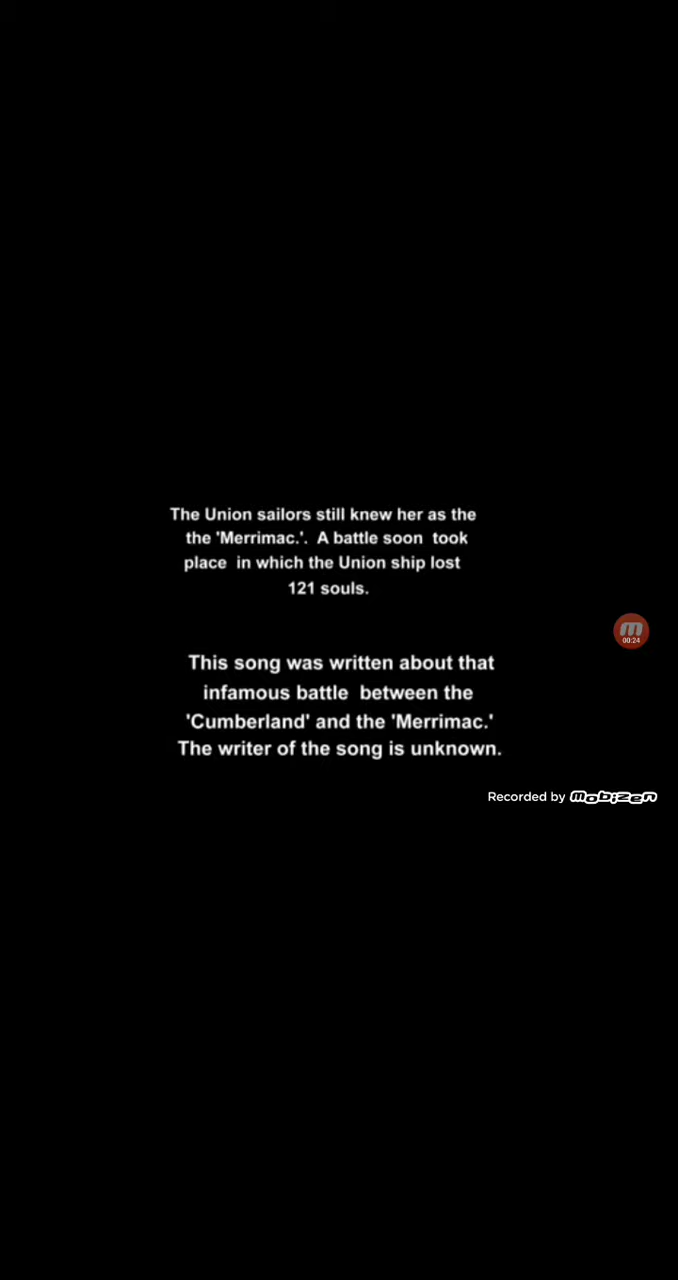 The Union sailors still knew her as the
the 'Merrimac.'.  A battle soon  took
place  in which the Union ship lost
121 souls.
00:24
This song was written about that
infamous battle  between the
'Cumberland' and the 'Merrimac.'
The writer of the song is unknown.
Recorded by Mobizen